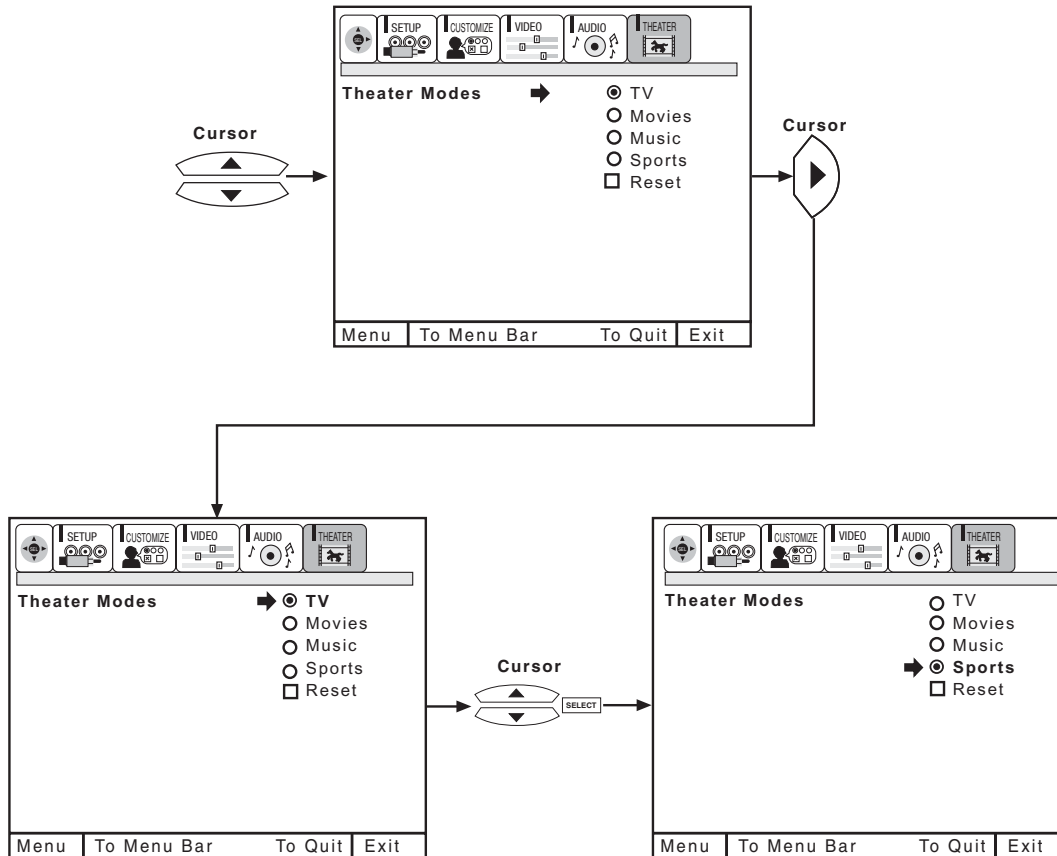 SEL SETUP CUSTOMIZE VIDEO AUDIO THEATER
Theater Modes TV
Movies
Music
Sports
Reset
Menu To Menu Bar To Quit Exit
Cursor
Cursor
SEL SETUP CUSTOMIZE VIDEO AUDIO THEATER
Theater Modes TV
Movies
Music
Sports
Reset
Menu To Menu Bar To Quit Exit
Cursor
SELECT
SEL SETUP CUSTOMIZE VIDEO AUDIO THEATER
Theater Modes TV
Movies
Music
Sports
Reset
Menu To Menu Bar To Quit Exit